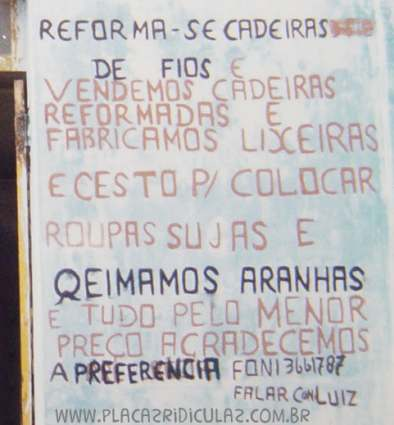 REFORMA-SE CADEIRAS
DE FIOS E
VENDEMOS CADEIRAS
REFORMADAS E
FABRICAMOS LIXEIRAS
E CESTO P/ COLOCAR
ROUPAS SUJAS E
QEIMAMOS ARANHAS
E TUDO PELO MENOR
PREÇO AGRADECEMOS
A PREFERENCIA FONI 3661787
FALAR CON LUIZ
WWW.PLACAZRIDICULAZ.COM.BR